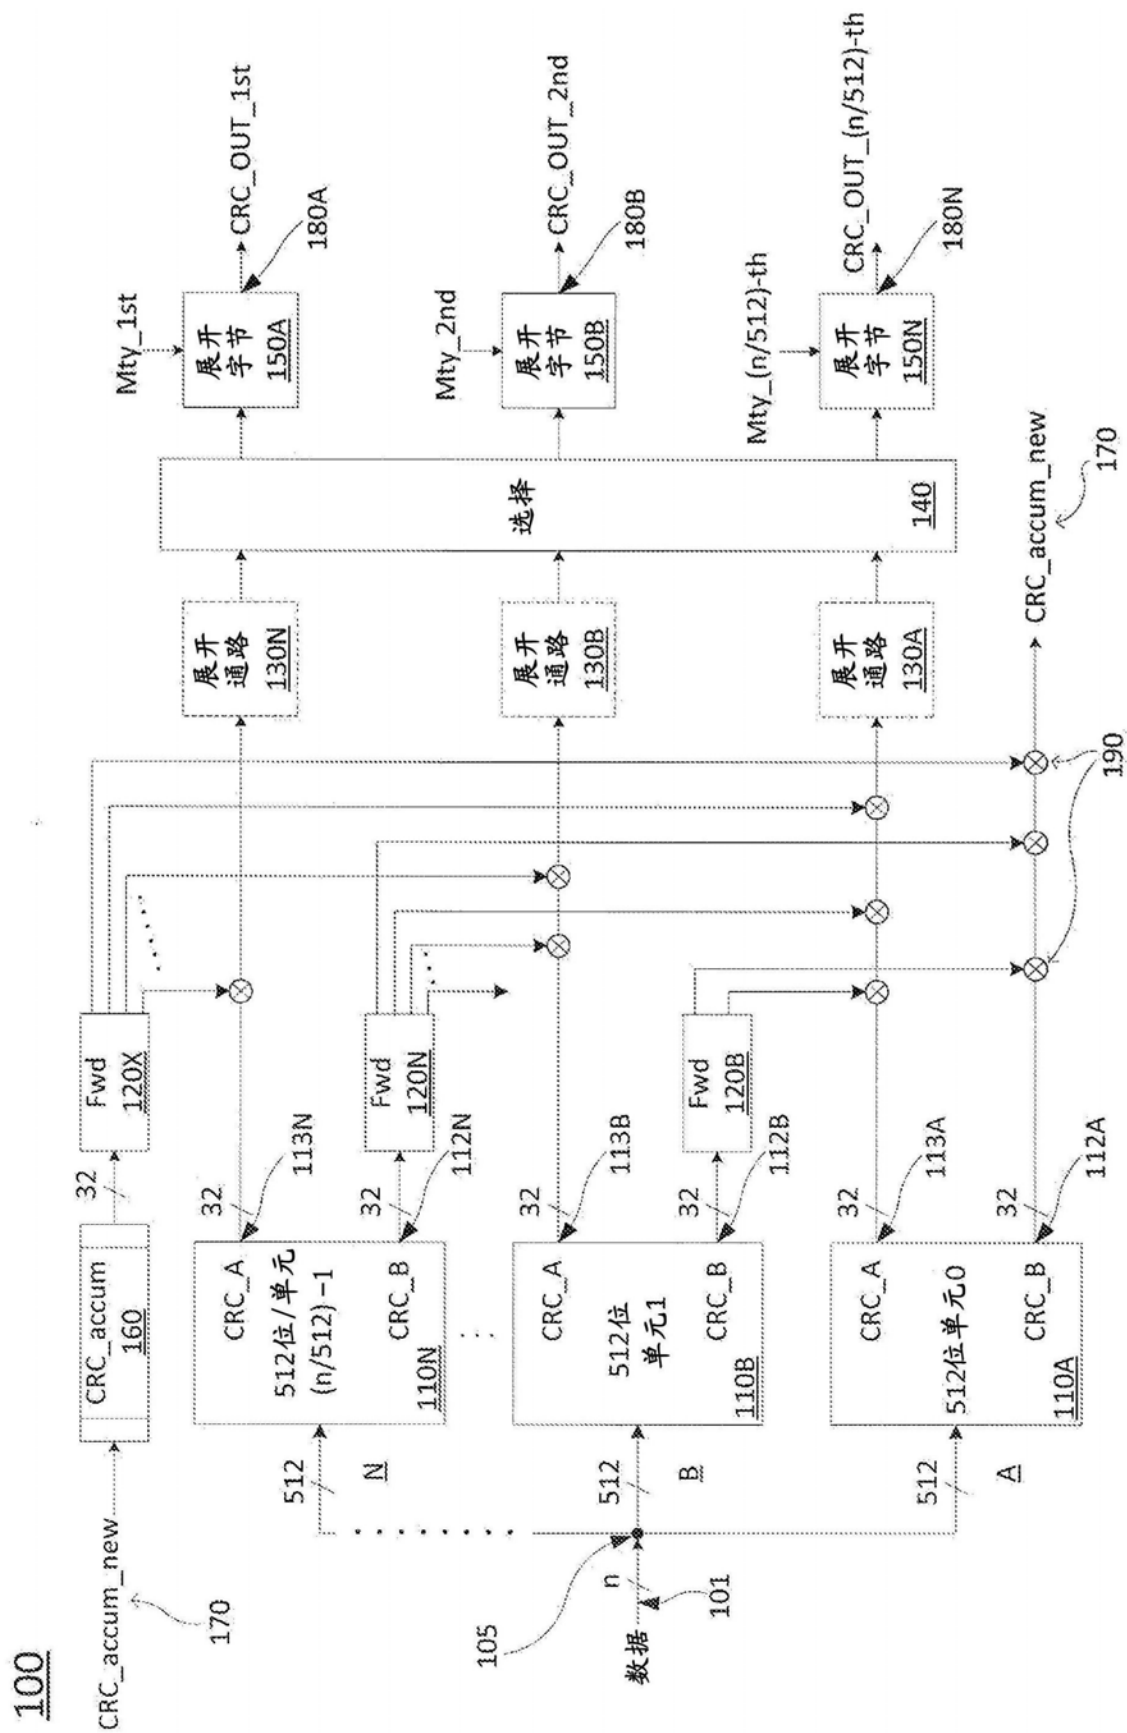 100
CRC_accum_new
170
CRC_accum
160
32
Fwd
120X
Mty_1st
CRC_OUT_1st
180A
展开
字节
150A
展开
通路
130N
32
113N
CRC_A
512位/单元
(n/512)−1
CRC_B
110N
512
N
32
112N
Fwd
120N
Mty_2nd
CRC_OUT_2nd
180B
展开
字节
150B
选择
140
展开
通路
130B
32
113B
CRC_A
512位
单元1
CRC_B
110B
512
B
105
n
101
数据
32
112B
Fwd
120B
Mty_(n/512)-th
CRC_OUT_(n/512)-th
180N
展开
字节
150N
展开
通路
130A
32
113A
CRC_A
512位单元0
CRC_B
110A
512
A
32
112A
190
CRC_accum_new
170